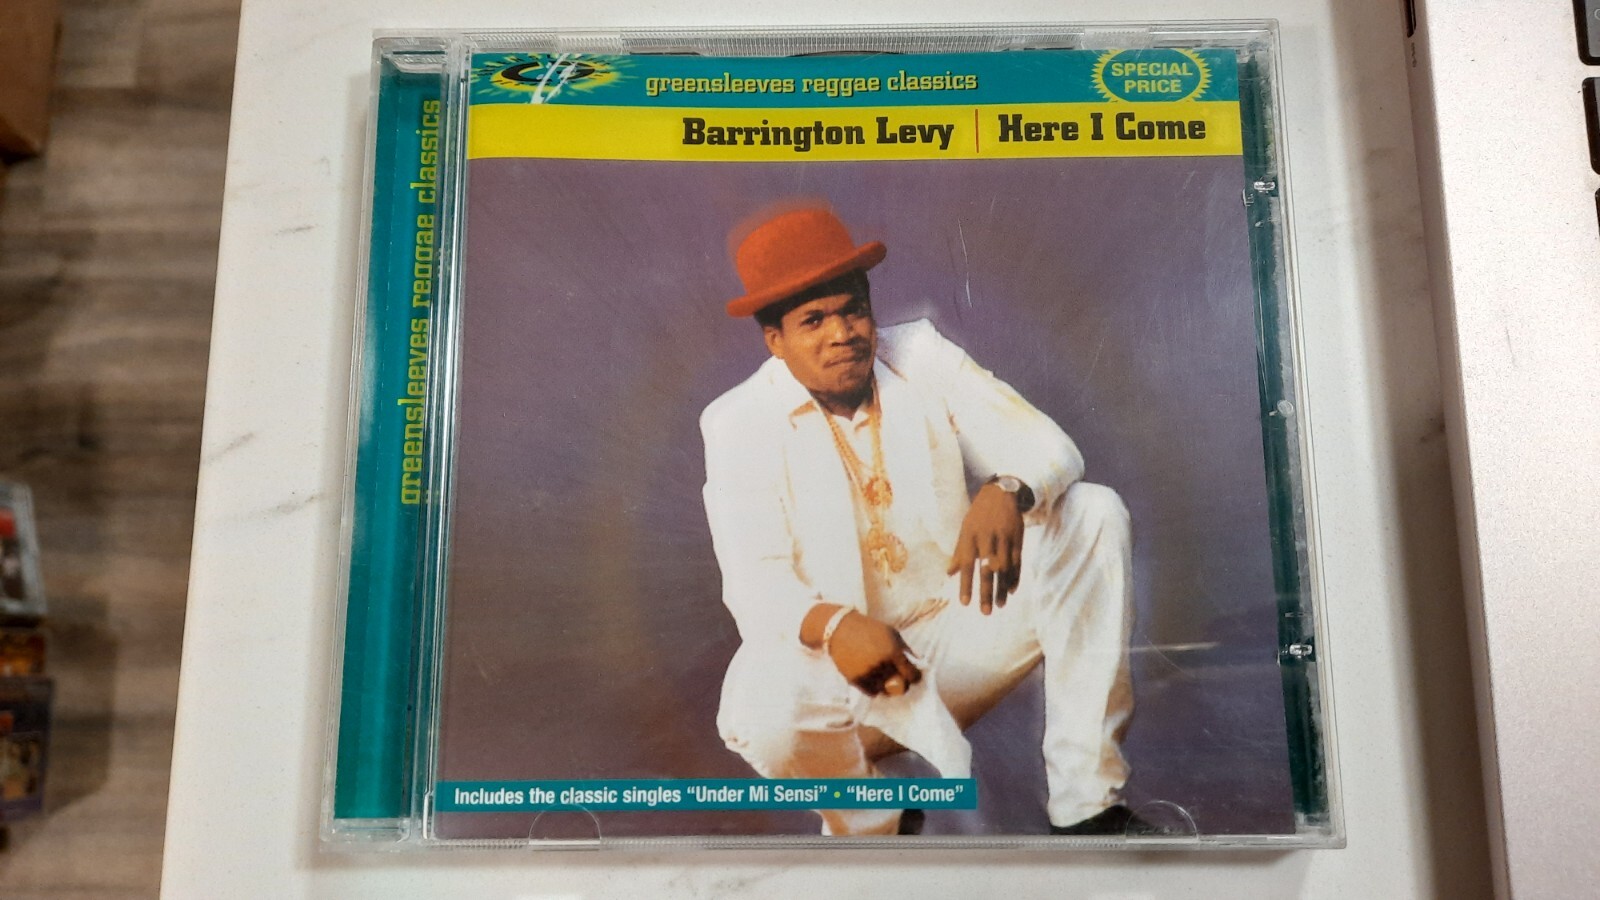 greensleeves reggae classics
greensleeves reggae classics
SPECIAL
PRICE
Barrington Levy | Here I Come
Includes the classic singles “Under Mi Sensi” • “Here I Come”